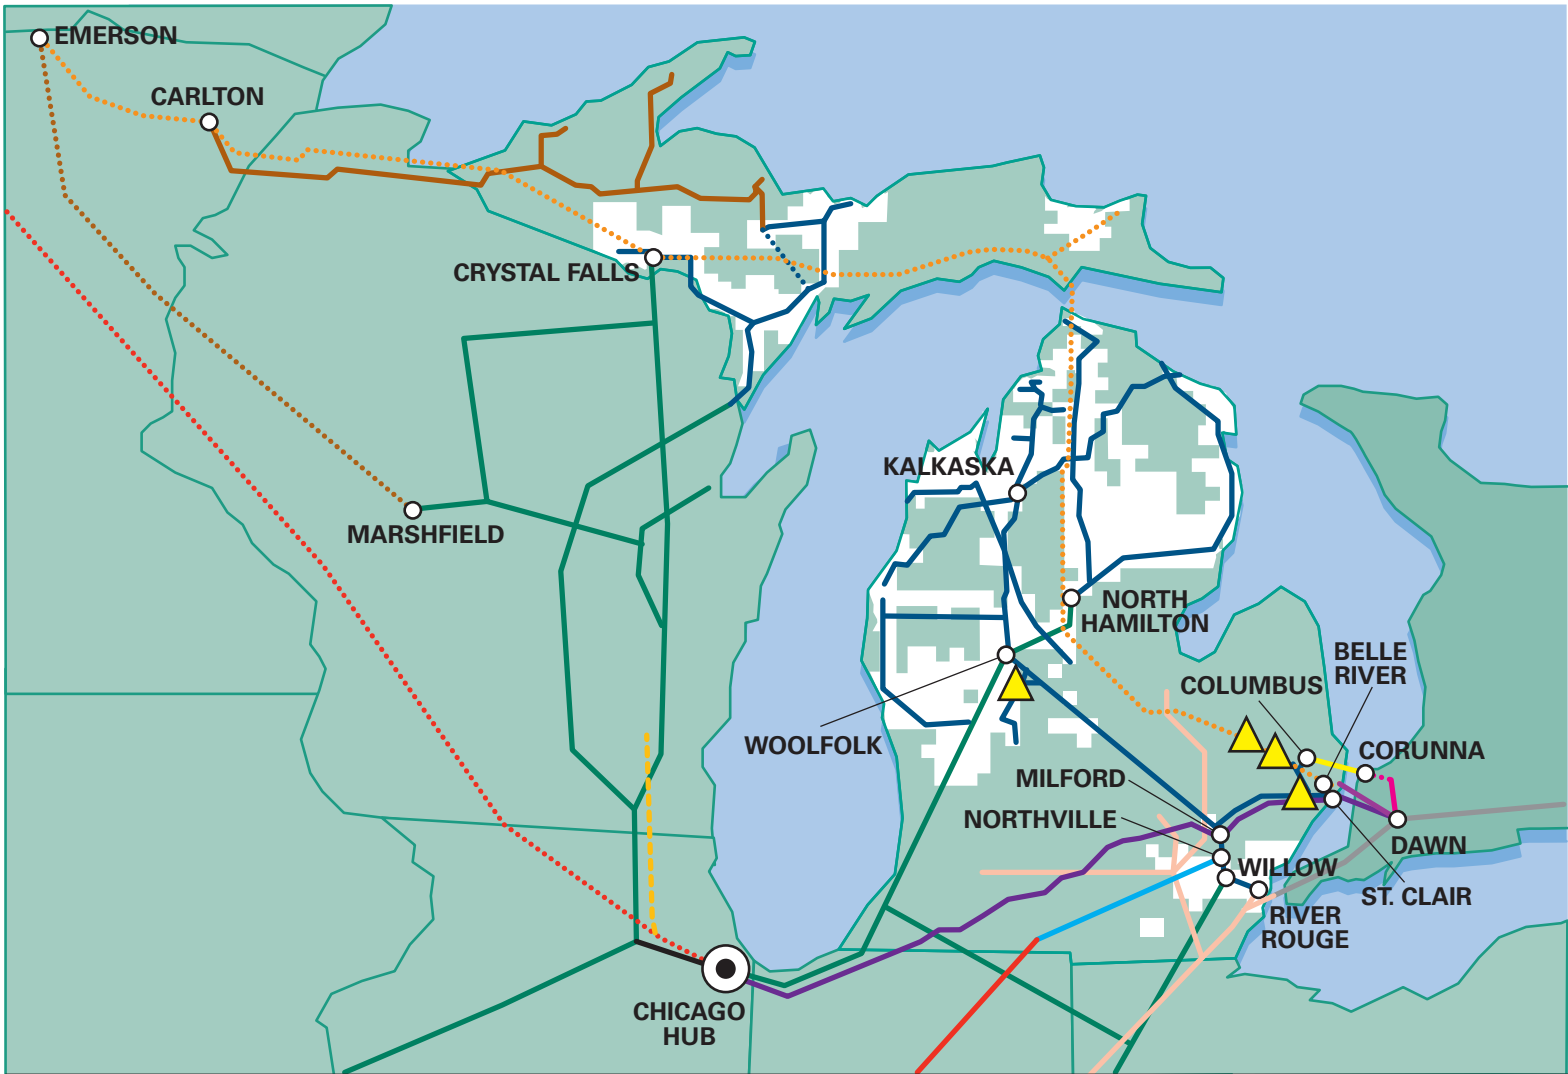 EMERSON
CARLTON
CRYSTAL FALLS
KALKASKA
MARSHFIELD
NORTH
HAMILTON
BELLE
RIVER
COLUMBUS
WOOLFOLK
CORUNNA
MILFORD
NORTHVILLE
DAWN
WILLOW
ST. CLAIR
RIVER
ROUGE
CHICAGO
HUB